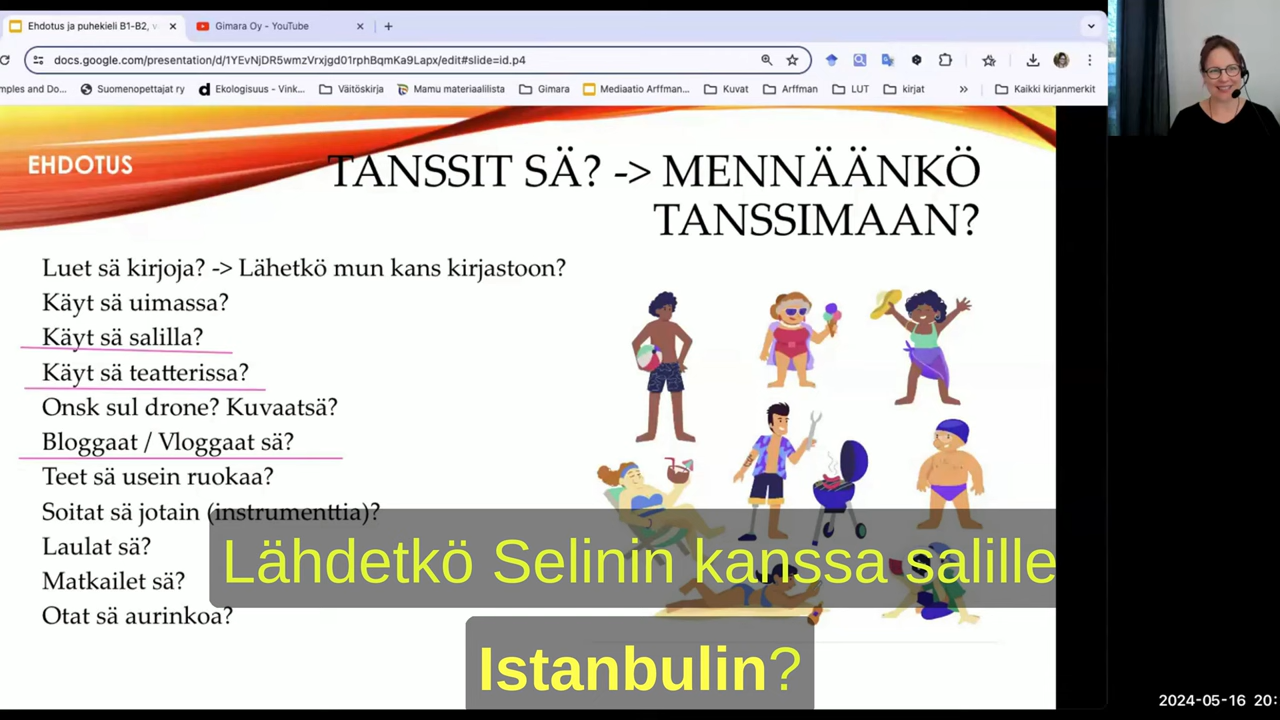 Ehdotus ja puhekieli B1-B2, v
Gimara Oy - YouTube
docs.google.com/presentation/d/1YEvNjDR5wmzVrxjgd01rphBqmKa9Lapx/edit#slide=id.p4
mples and Do...
Suomenopettajat ry
Ekologisuus - Vink...
Väitöskirja
Mamu materiaalilista
Gimara
Mediaatio Arffman...
Kuvat
Arffman
LUT
kirjat
Kaikki kirjanmerkit
EHDOTUS
TANSSIT SÄ? -> MENNÄÄNKÖ
TANSSIMAAN?
Luet sä kirjoja? -> Lähetkö mun kans kirjastoon?
Käyt sä uimassa?
Käyt sä salilla?
Käyt sä teatterissa?
Onsk sul drone? Kuvaatsä?
Bloggaat / Vloggaat sä?
Teet sä usein ruokaa?
Soitat sä jotain (instrumenttia)?
Laulat sä?
Matkailet sä?
Otat sä aurinkoa?
Lähdetkö Selinin kanssa salille
Istanbulin?
2024-05-16 20: